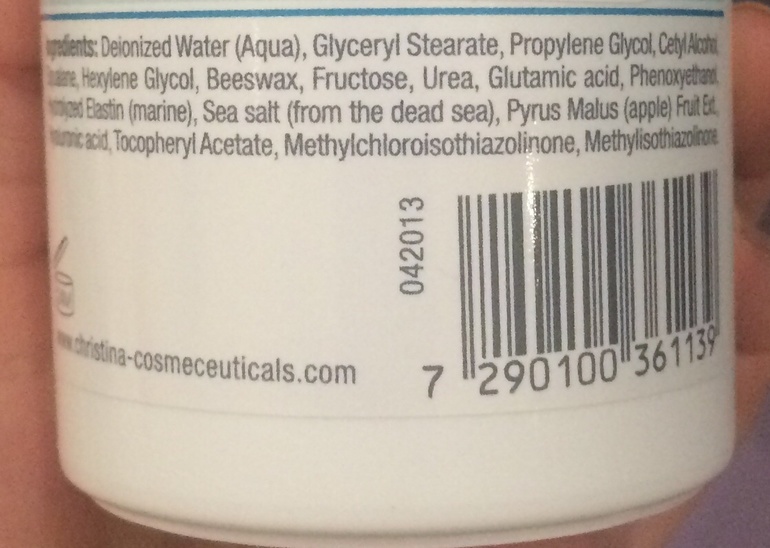 Ingredients: Deionized Water (Aqua), Glyceryl Stearate, Propylene Glycol, Cetyl Alcohol,
Hexylene Glycol, Beeswax, Fructose, Urea, Glutamic acid, Phenoxyethanol,
Elastin (marine), Sea salt (from the dead sea), Pyrus Malus (apple) Fruit Ext.,
acid, Tocopheryl Acetate, Methylchloroisothiazolinone, Methylisothiazolinone.
042013
www.christina-cosmeceuticals.com
7 290100 361139